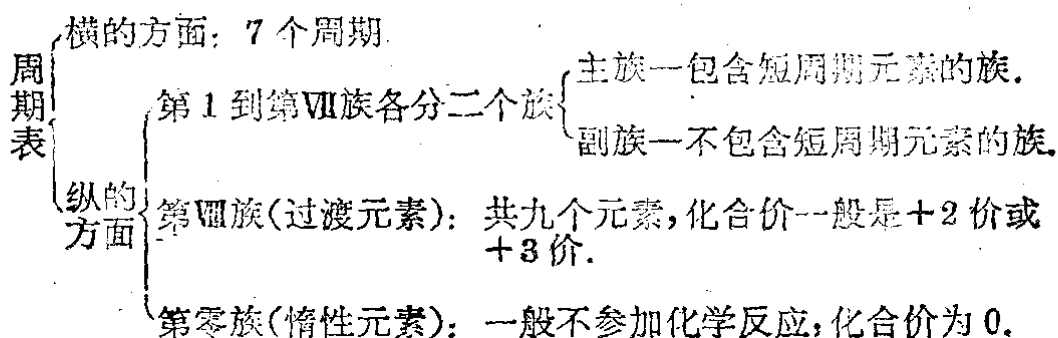 周期表
横的方面：7 个周期.
纵的方面
第 1 到第Ⅶ族各分二个族
主族—包含短周期元素的族.
副族—不包含短周期元素的族.
第Ⅷ族(过渡元素)：共九个元素,化合价一般是＋2 价或
＋3 价.
第零族(惰性元素)：一般不参加化学反应,化合价为 0.